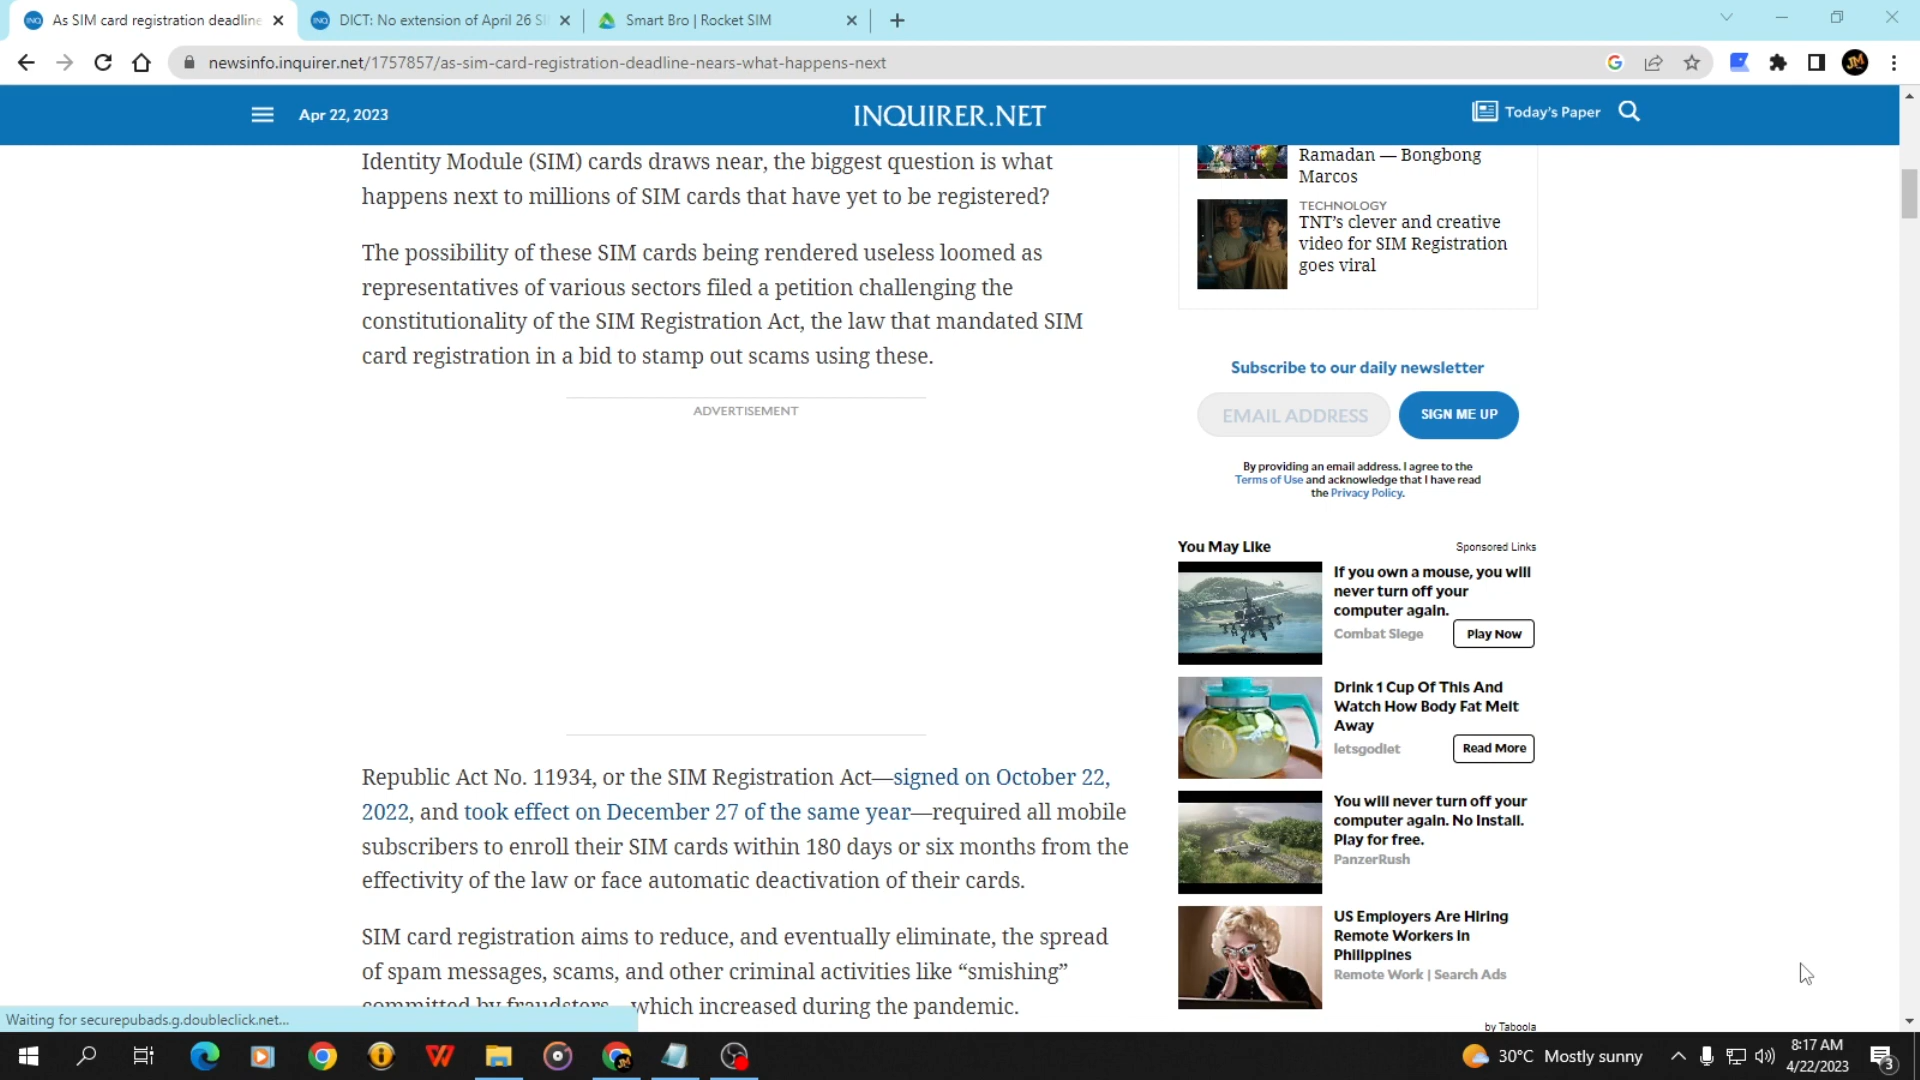 As SIM card registration deadline
DICT: No extension of April 26 SI
Smart Bro | Rocket SIM
newsinfo.inquirer.net/1757857/as-sim-card-registration-deadline-nears-what-happens-next
Apr 22, 2023
INQUIRER.NET
Today's Paper
Identity Module (SIM) cards draws near, the biggest question is what
happens next to millions of SIM cards that have yet to be registered?
The possibility of these SIM cards being rendered useless loomed as
representatives of various sectors filed a petition challenging the
constitutionality of the SIM Registration Act, the law that mandated SIM
card registration in a bid to stamp out scams using these.
ADVERTISEMENT
Republic Act No. 11934, or the SIM Registration Act—signed on October 22,
2022, and took effect on December 27 of the same year—required all mobile
subscribers to enroll their SIM cards within 180 days or six months from the
effectivity of the law or face automatic deactivation of their cards.
SIM card registration aims to reduce, and eventually eliminate, the spread
of spam messages, scams, and other criminal activities like “smishing”
committed by fraudsters—which increased during the pandemic.
Ramadan — Bongbong
Marcos
TECHNOLOGY
TNT’s clever and creative
video for SIM Registration
goes viral
Subscribe to our daily newsletter
EMAIL ADDRESS
SIGN ME UP
By providing an email address. I agree to the
Terms of Use and acknowledge that I have read
the Privacy Policy.
You May Like
Sponsored Links
If you own a mouse, you will
never turn off your
computer again.
Combat Siege
Play Now
Drink 1 Cup Of This And
Watch How Body Fat Melt
Away
letsgodiet
Read More
You will never turn off your
computer again. No Install.
Play for free.
PanzerRush
US Employers Are Hiring
Remote Workers In
Philippines
Remote Work | Search Ads
by Taboola
Waiting for securepubads.g.doubleclick.net...
30°C Mostly sunny
8:17 AM
4/22/2023
3